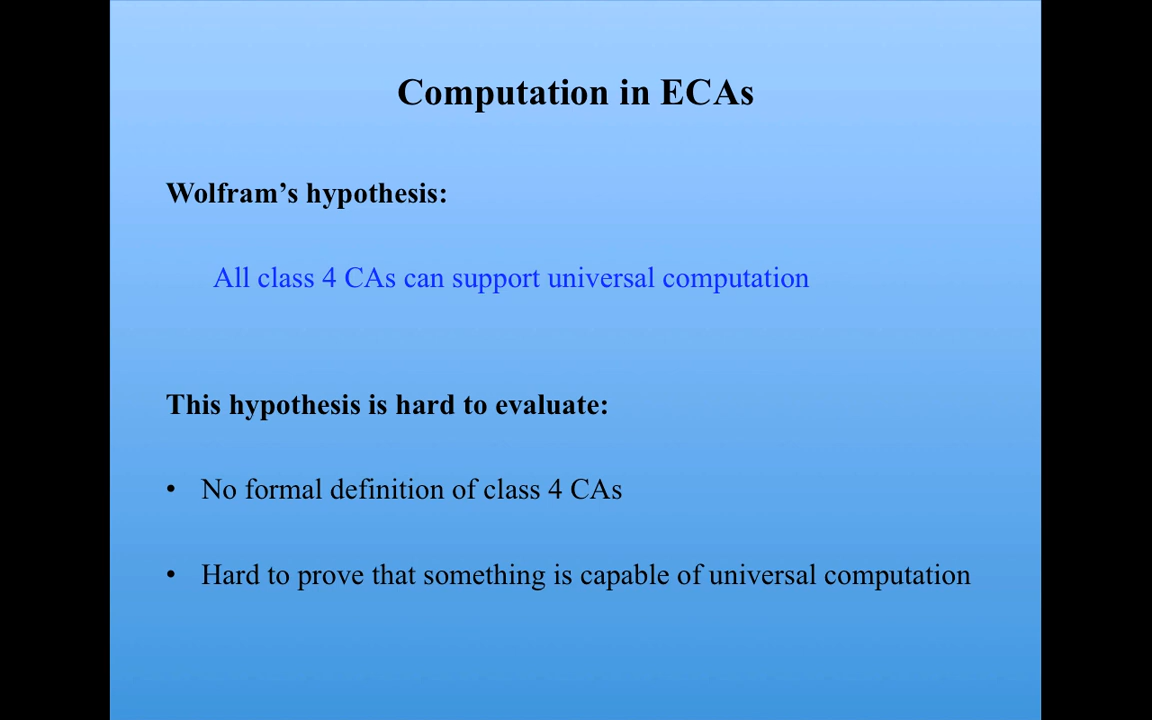 Computation in ECAs
Wolfram’s hypothesis:
All class 4 CAs can support universal computation
This hypothesis is hard to evaluate:
• No formal definition of class 4 CAs
• Hard to prove that something is capable of universal computation